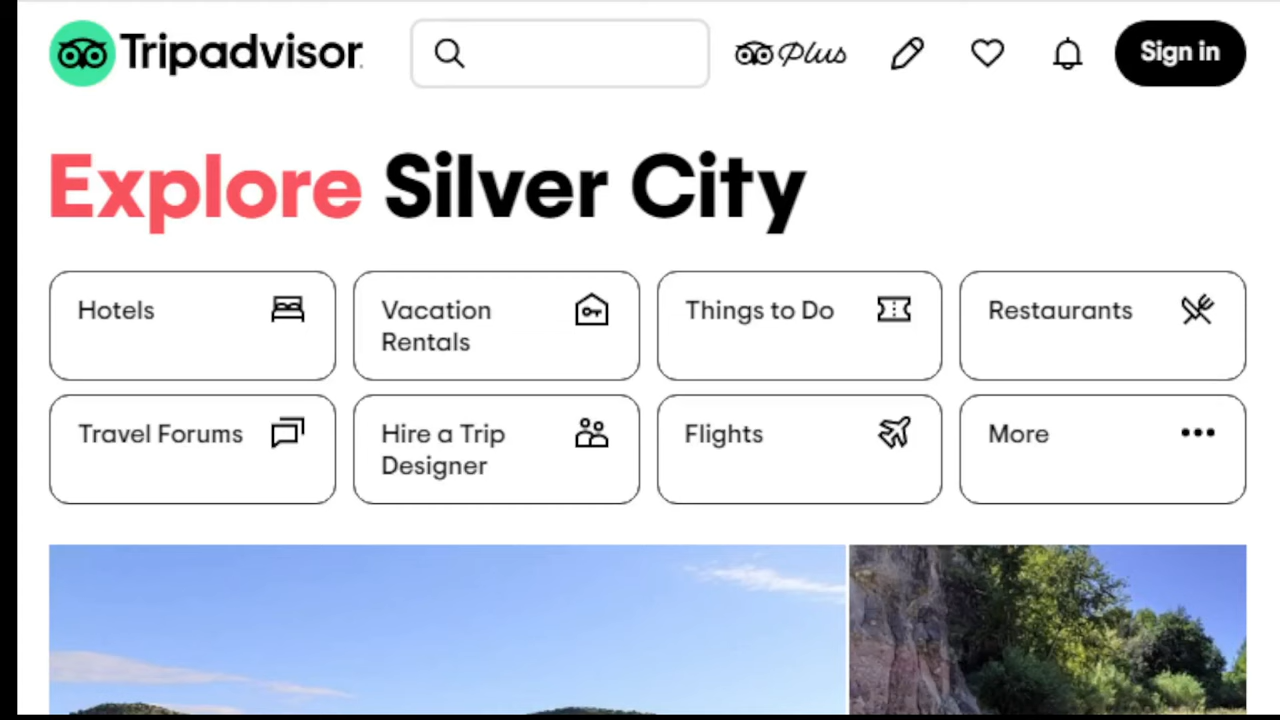 Tripadvisor
Plus
Sign in
Explore Silver City
Hotels
Vacation
Rentals
Things to Do
Restaurants
Travel Forums
Hire a Trip
Designer
Flights
More